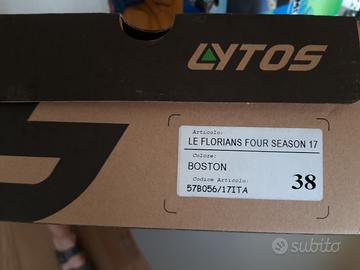 LYTOS
Articolo:
LE FLORIANS FOUR SEASON 17
Colore:
BOSTON
Codice Articolo:
57B056/17ITA
38
subito